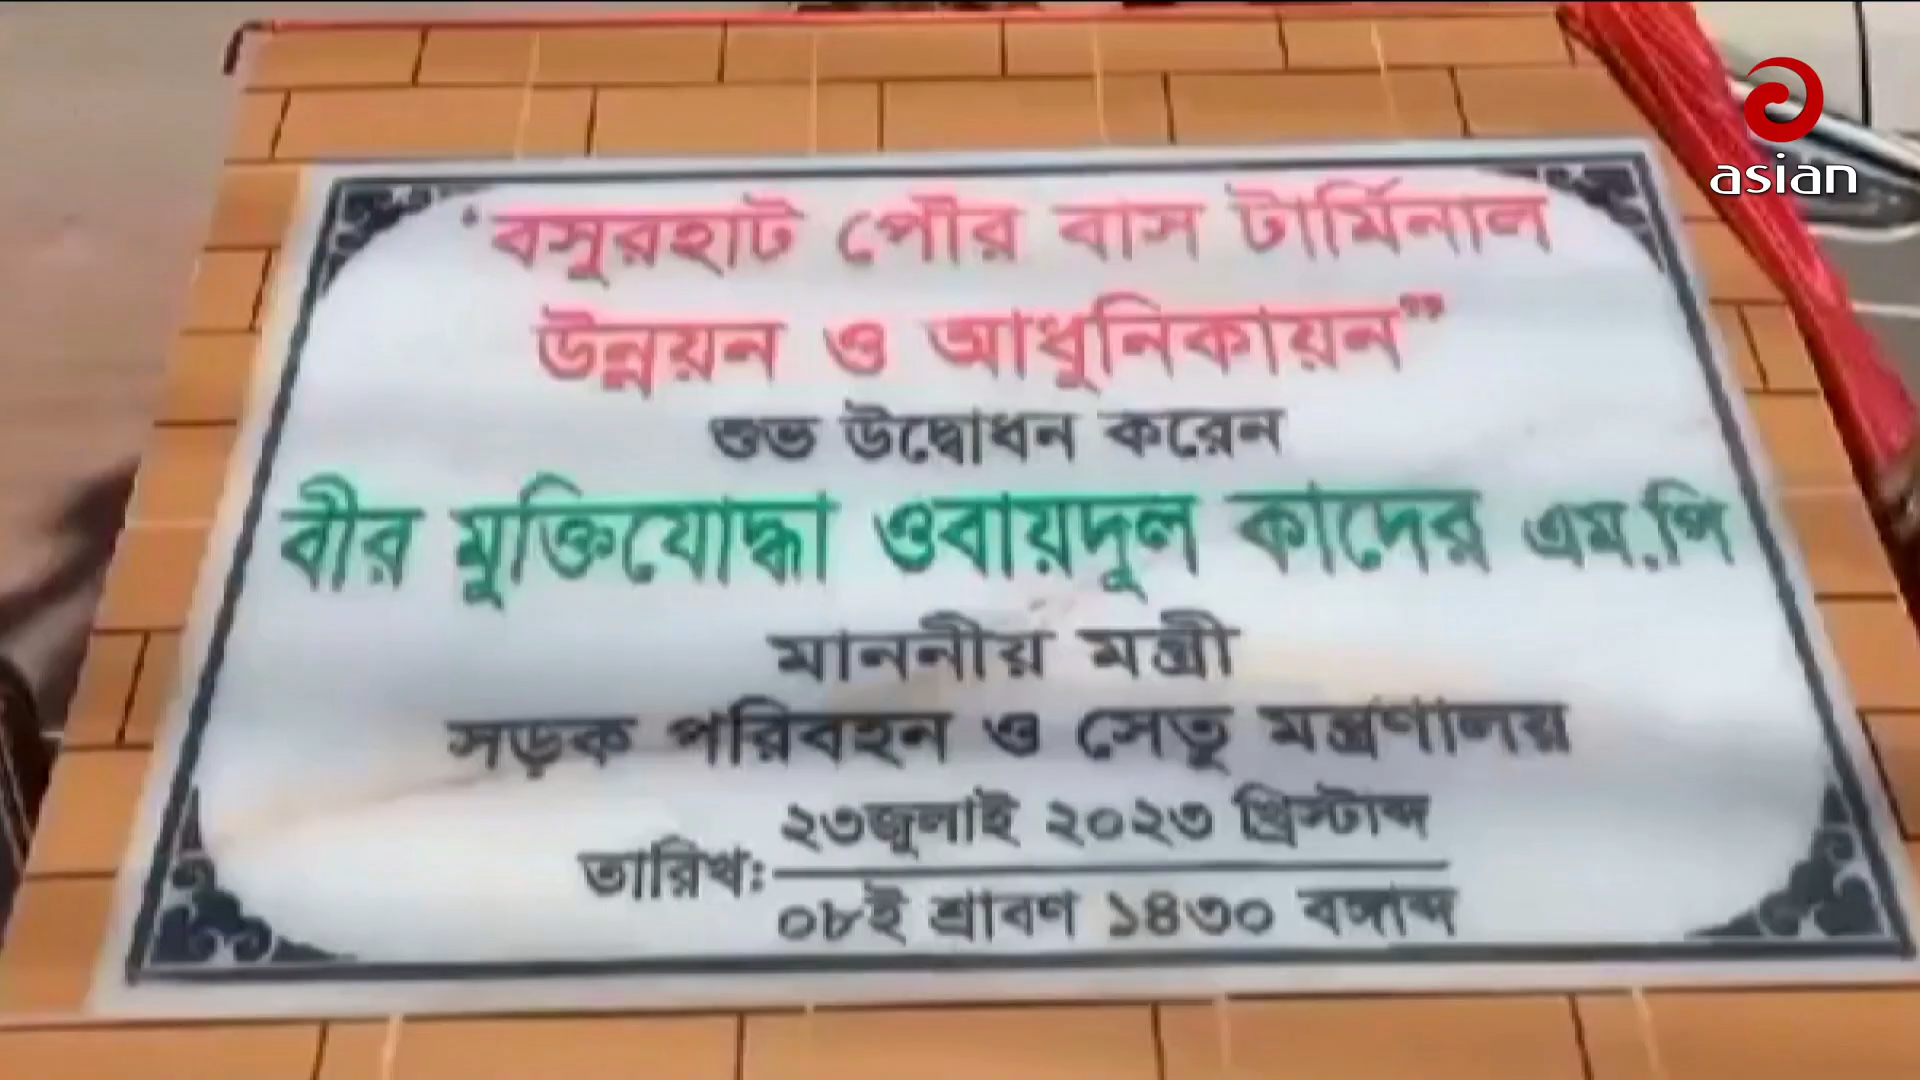 ‘বসুরহাট পৌর বাস টার্মিনাল
উন্নয়ন ও আধুনিকায়ন”
শুভ উদ্বোধন করেন
বীর মুক্তিযোদ্ধা ওবায়দুল কাদের এম.পি
মাননীয় মন্ত্রী
সড়ক পরিবহন ও সেতু মন্ত্রণালয়
তারিখঃ ২৩জুলাই ২০২৩ খ্রিস্টাব্দ
০৮ই শ্রাবণ ১৪৩০ বঙ্গাব্দ
asian